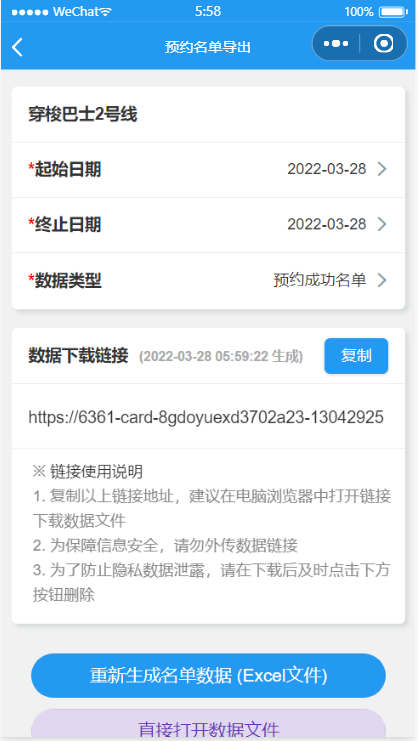 WeChat 5:58 100%
预约名单导出
穿梭巴士2号线
*起始日期 2022-03-28
*终止日期 2022-03-28
*数据类型 预约成功名单
数据下载链接 (2022-03-28 05:59:22 生成) 复制
https://6361-card-8gdoyuexd3702a23-13042925
※ 链接使用说明
1. 复制以上链接地址，建议在电脑浏览器中打开链接
下载数据文件
2. 为保障信息安全，请勿外传数据链接
3. 为了防止隐私数据泄露，请在下载后及时点击下方
按钮删除
重新生成名单数据 (Excel文件)
直接打开数据文件